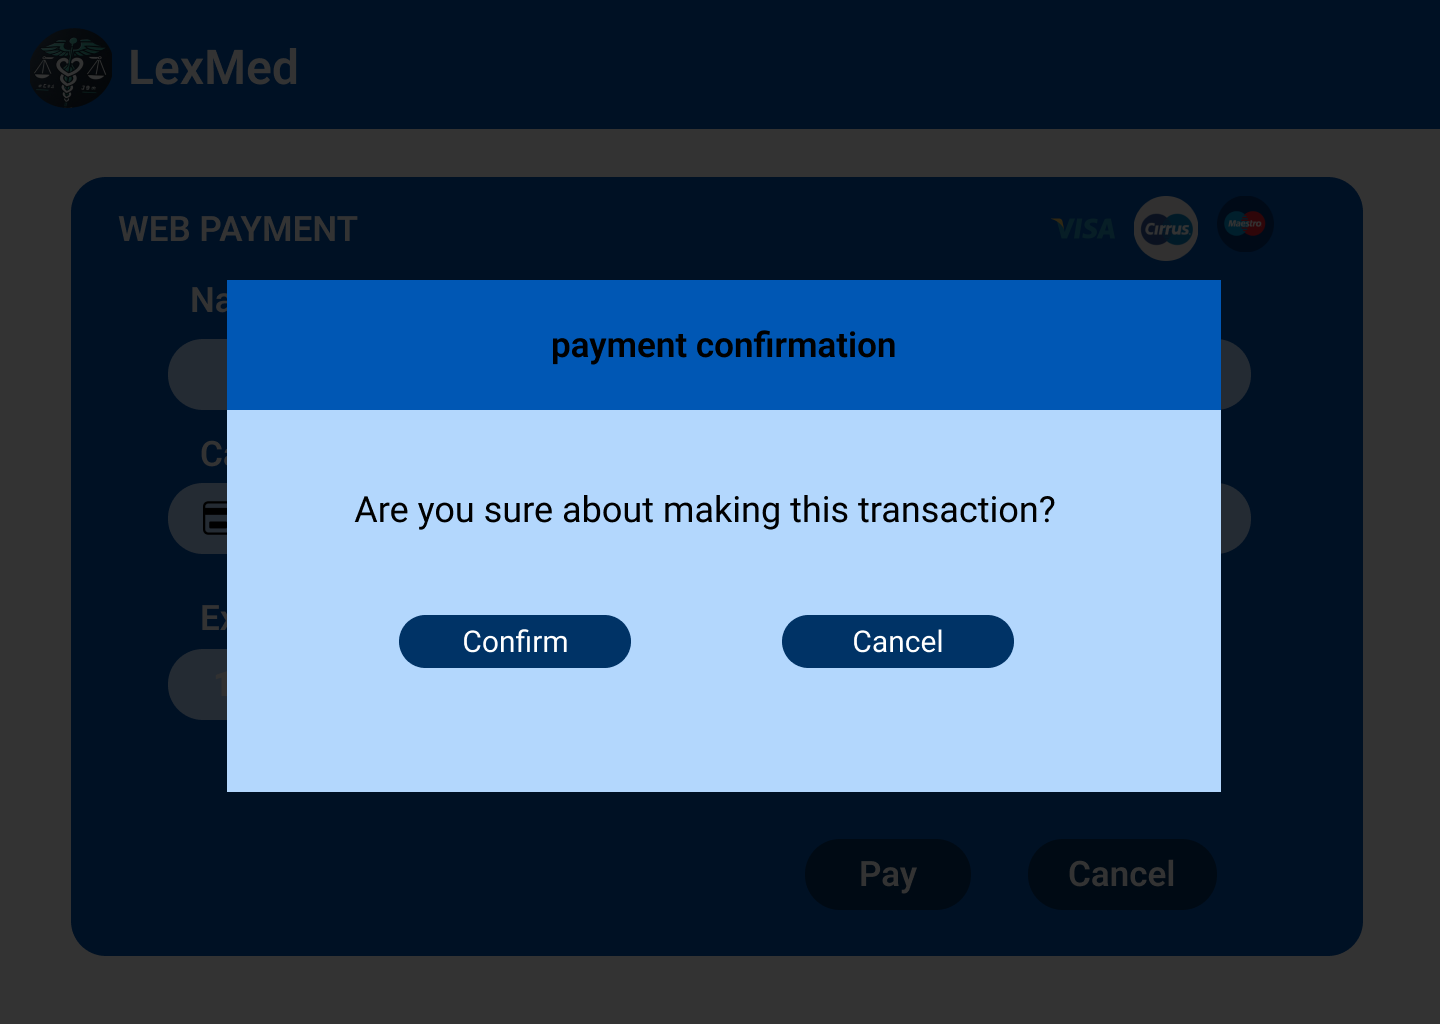 LexMed
WEB PAYMENT
VISA
Cirrus
Maestro
Na
payment confirmation
Ca
Are you sure about making this transaction?
Ex
Confirm
Cancel
1
Pay
Cancel